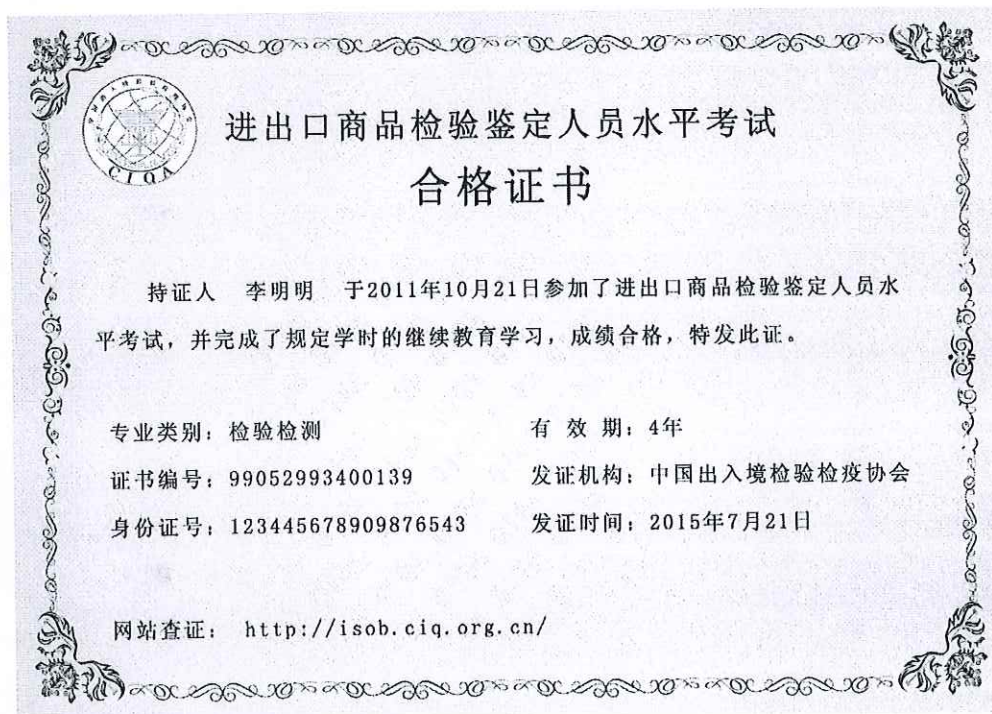 CIQA
进出口商品检验鉴定人员水平考试
合格证书
持证人 李明明 于2011年10月21日参加了进出口商品检验鉴定人员水
平考试，并完成了规定学时的继续教育学习，成绩合格，特发此证。
专业类别：检验检测 有 效 期：4年
证书编号：99052993400139 发证机构：中国出入境检验检疫协会
身份证号：123445678909876543 发证时间：2015年7月21日
网站查证： http://isob.ciq.org.cn/